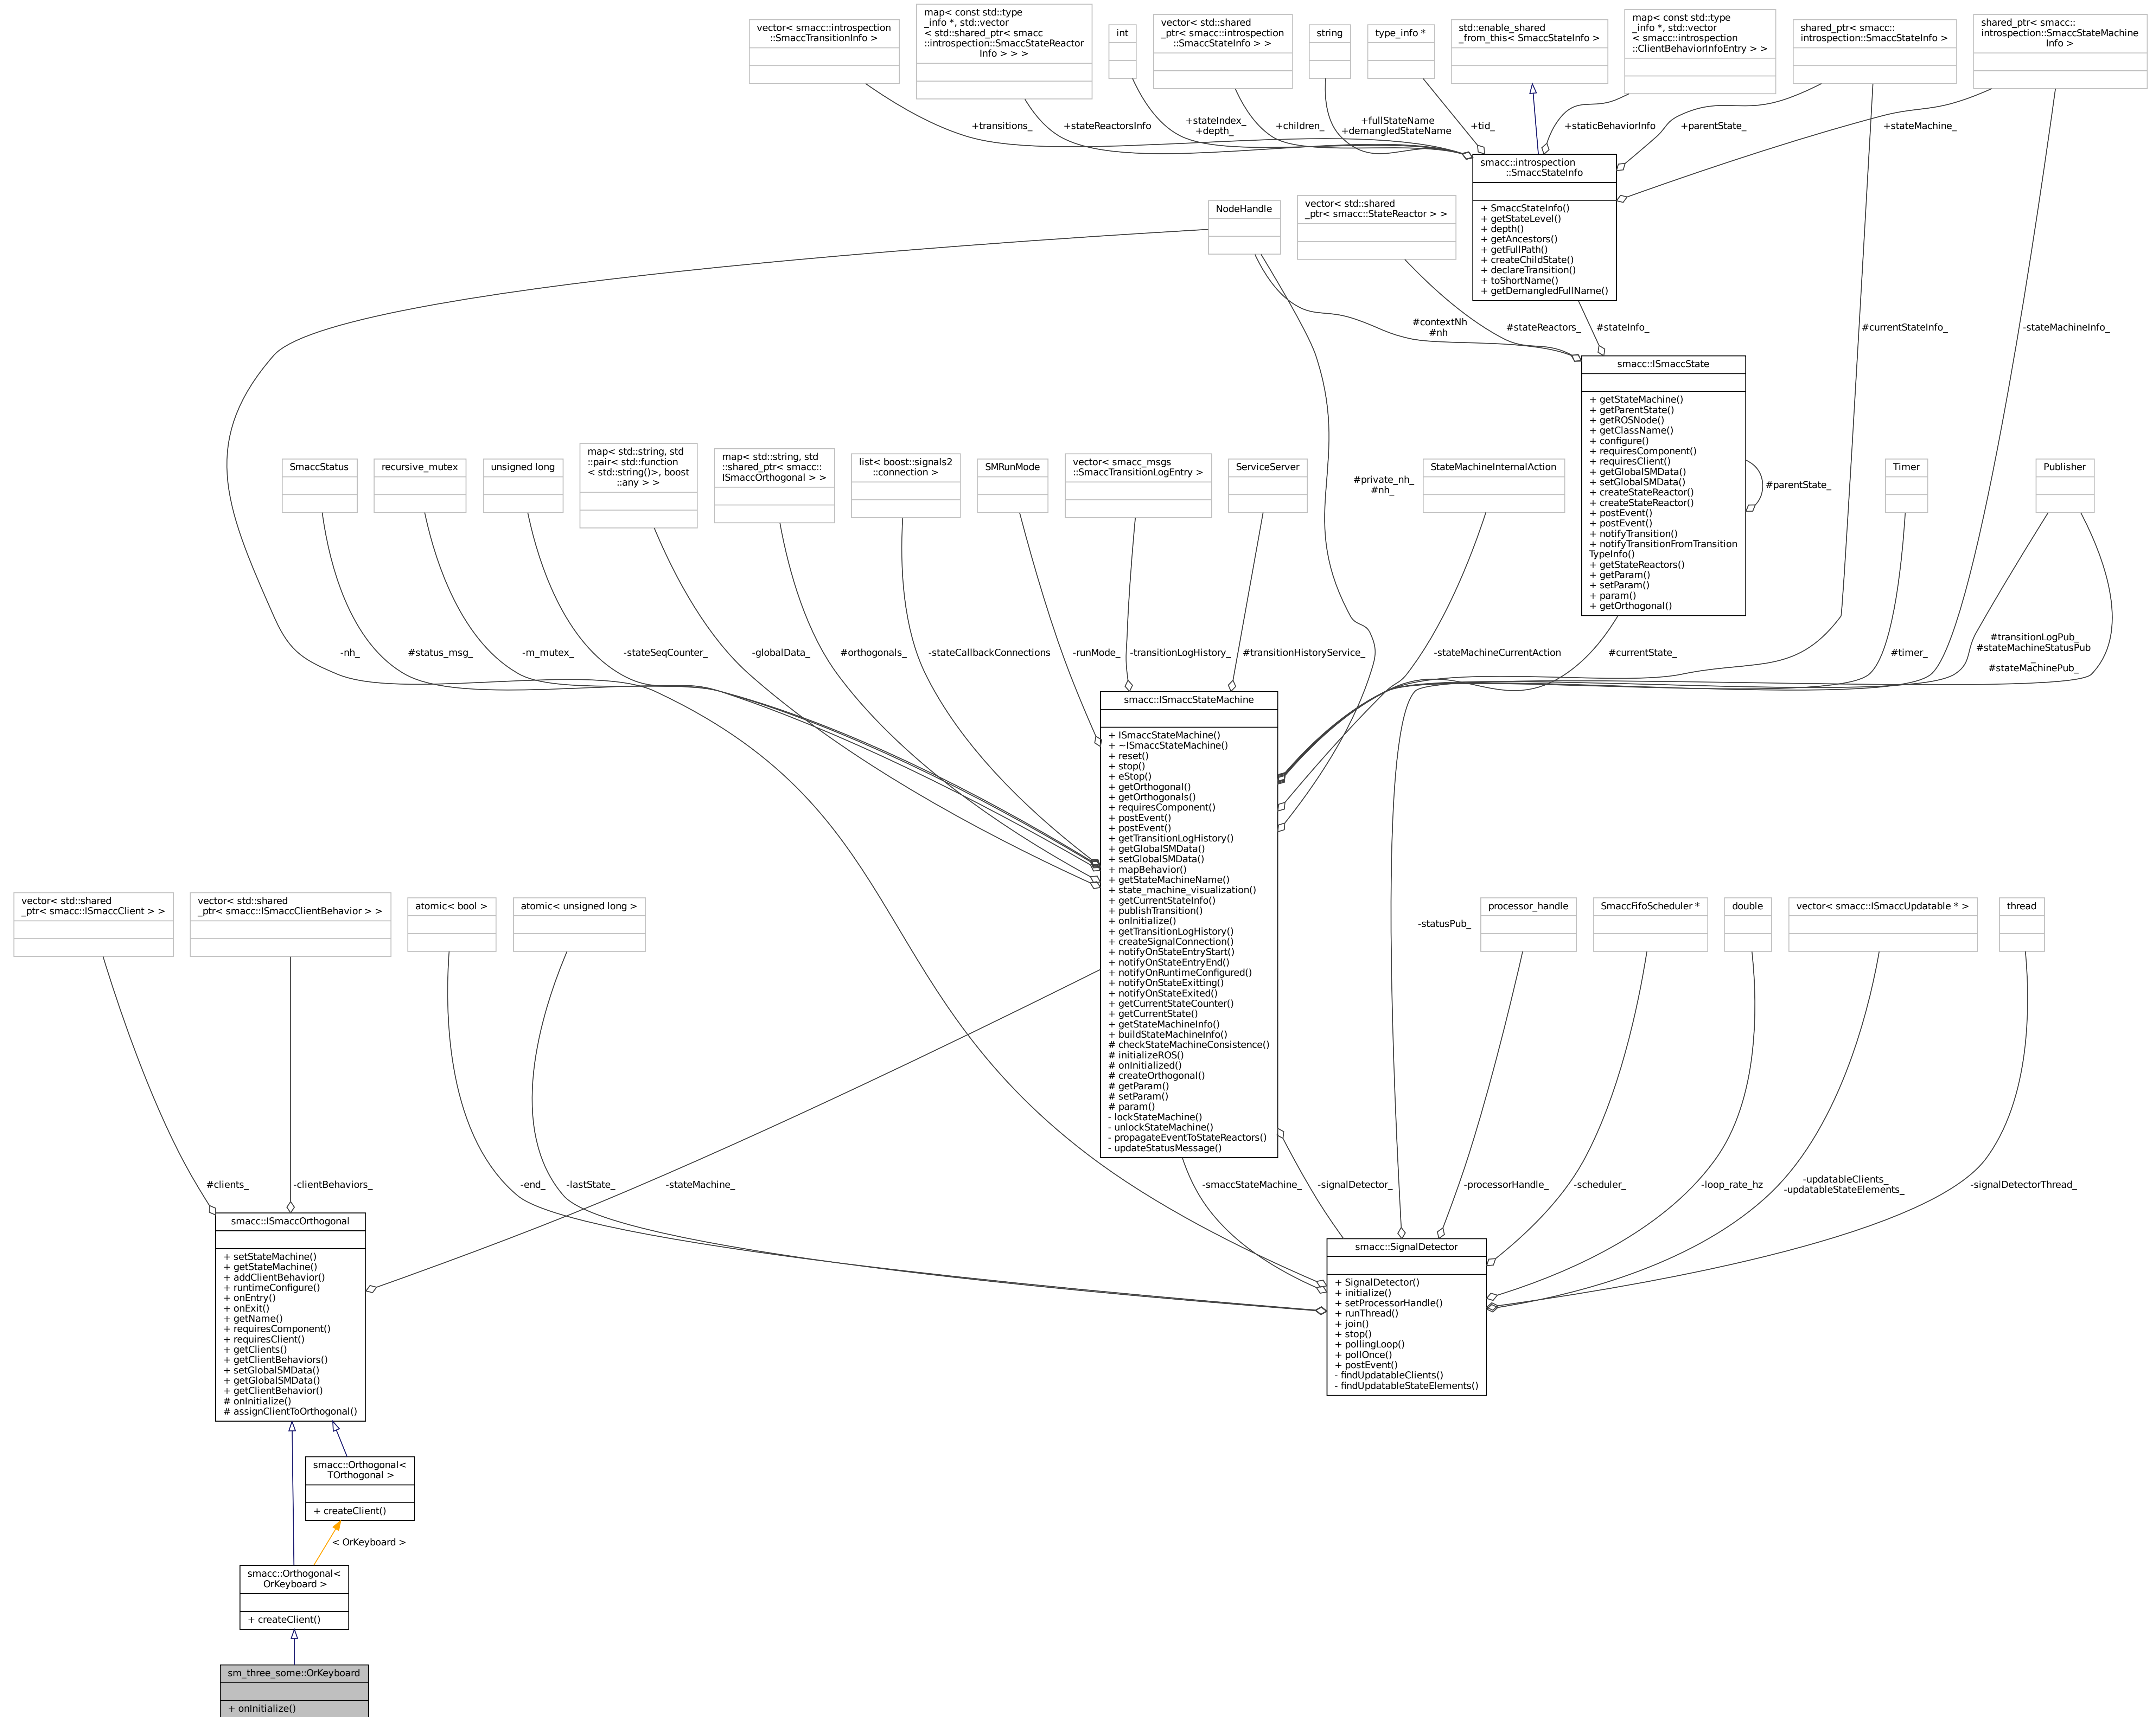 vector< smacc::introspection
::SmaccTransitionInfo >
map< const std::type
_info *, std::vector
< std::shared_ptr< smacc
::introspection::SmaccStateReactor
Info > > >
int
vector< std::shared
_ptr< smacc::introspection
::SmaccStateInfo > >
string
type_info *
std::enable_shared
_from_this< SmaccStateInfo >
map< const std::type
_info *, std::vector
< smacc::introspection
::ClientBehaviorInfoEntry > >
shared_ptr< smacc::
introspection::SmaccStateInfo >
shared_ptr< smacc::
introspection::SmaccStateMachine
Info >
+transitions_
+stateReactorsInfo
+stateIndex_
+depth_
+children_
+fullStateName
+demangledStateName
+tid_
+staticBehaviorInfo
+parentState_
+stateMachine_
smacc::introspection
::SmaccStateInfo
+ SmaccStateInfo()
+ getStateLevel()
+ depth()
+ getAncestors()
+ getFullPath()
+ createChildState()
+ declareTransition()
+ toShortName()
+ getDemangledFullName()
NodeHandle
vector< std::shared
_ptr< smacc::StateReactor > >
#contextNh
#nh
#stateReactors_
#stateInfo_
#currentStateInfo_
-stateMachineInfo_
smacc::ISmaccState
+ getStateMachine()
+ getParentState()
+ getROSNode()
+ getClassName()
+ configure()
+ requiresComponent()
+ requiresClient()
+ getGlobalSMData()
+ setGlobalSMData()
+ createStateReactor()
+ createStateReactor()
+ postEvent()
+ postEvent()
+ notifyTransition()
+ notifyTransitionFromTransition
TypeInfo()
+ getStateReactors()
+ getParam()
+ setParam()
+ param()
+ getOrthogonal()
#parentState_
SmaccStatus
recursive_mutex
unsigned long
map< std::string, std
::pair< std::function
< std::string()>, boost
::any > >
map< std::string, std
::shared_ptr< smacc::
ISmaccOrthogonal > >
list< boost::signals2
::connection >
SMRunMode
vector< smacc_msgs
::SmaccTransitionLogEntry >
ServiceServer
#private_nh_
#nh_
StateMachineInternalAction
Timer
Publisher
-nh_
#status_msg_
-m_mutex_
-stateSeqCounter_
-globalData_
#orthogonals_
-stateCallbackConnections
-runMode_
-transitionLogHistory_
#transitionHistoryService_
-stateMachineCurrentAction
#currentState_
#timer_
#transitionLogPub_
#stateMachineStatusPub
_
#stateMachinePub_
smacc::ISmaccStateMachine
+ ISmaccStateMachine()
+ ~ISmaccStateMachine()
+ reset()
+ stop()
+ eStop()
+ getOrthogonal()
+ getOrthogonals()
+ requiresComponent()
+ postEvent()
+ postEvent()
+ getTransitionLogHistory()
+ getGlobalSMData()
+ setGlobalSMData()
+ mapBehavior()
+ getStateMachineName()
+ state_machine_visualization()
+ getCurrentStateInfo()
+ publishTransition()
+ onInitialize()
+ getTransitionLogHistory()
+ createSignalConnection()
+ notifyOnStateEntryStart()
+ notifyOnStateEntryEnd()
+ notifyOnRuntimeConfigured()
+ notifyOnStateExitting()
+ notifyOnStateExited()
+ getCurrentStateCounter()
+ getCurrentState()
+ getStateMachineInfo()
+ buildStateMachineInfo()
# checkStateMachineConsistence()
# initializeROS()
# onInitialized()
# createOrthogonal()
# getParam()
# setParam()
# param()
- lockStateMachine()
- unlockStateMachine()
- propagateEventToStateReactors()
- updateStatusMessage()
vector< std::shared
_ptr< smacc::ISmaccClient > >
vector< std::shared
_ptr< smacc::ISmaccClientBehavior > >
atomic< bool >
atomic< unsigned long >
-statusPub_
processor_handle
SmaccFifoScheduler *
double
vector< smacc::ISmaccUpdatable * >
thread
#clients_
-clientBehaviors_
-end_
-lastState_
-stateMachine_
-smaccStateMachine_
-signalDetector_
-processorHandle_
-scheduler_
-loop_rate_hz
-updatableClients_
-updatableStateElements_
-signalDetectorThread_
smacc::ISmaccOrthogonal
+ setStateMachine()
+ getStateMachine()
+ addClientBehavior()
+ runtimeConfigure()
+ onEntry()
+ onExit()
+ getName()
+ requiresComponent()
+ requiresClient()
+ getClients()
+ getClientBehaviors()
+ setGlobalSMData()
+ getGlobalSMData()
+ getClientBehavior()
# onInitialize()
# assignClientToOrthogonal()
smacc::SignalDetector
+ SignalDetector()
+ initialize()
+ setProcessorHandle()
+ runThread()
+ join()
+ stop()
+ pollingLoop()
+ pollOnce()
+ postEvent()
- findUpdatableClients()
- findUpdatableStateElements()
smacc::Orthogonal<
TOrthogonal >
+ createClient()
< OrKeyboard >
smacc::Orthogonal<
OrKeyboard >
+ createClient()
sm_three_some::OrKeyboard
+ onInitialize()